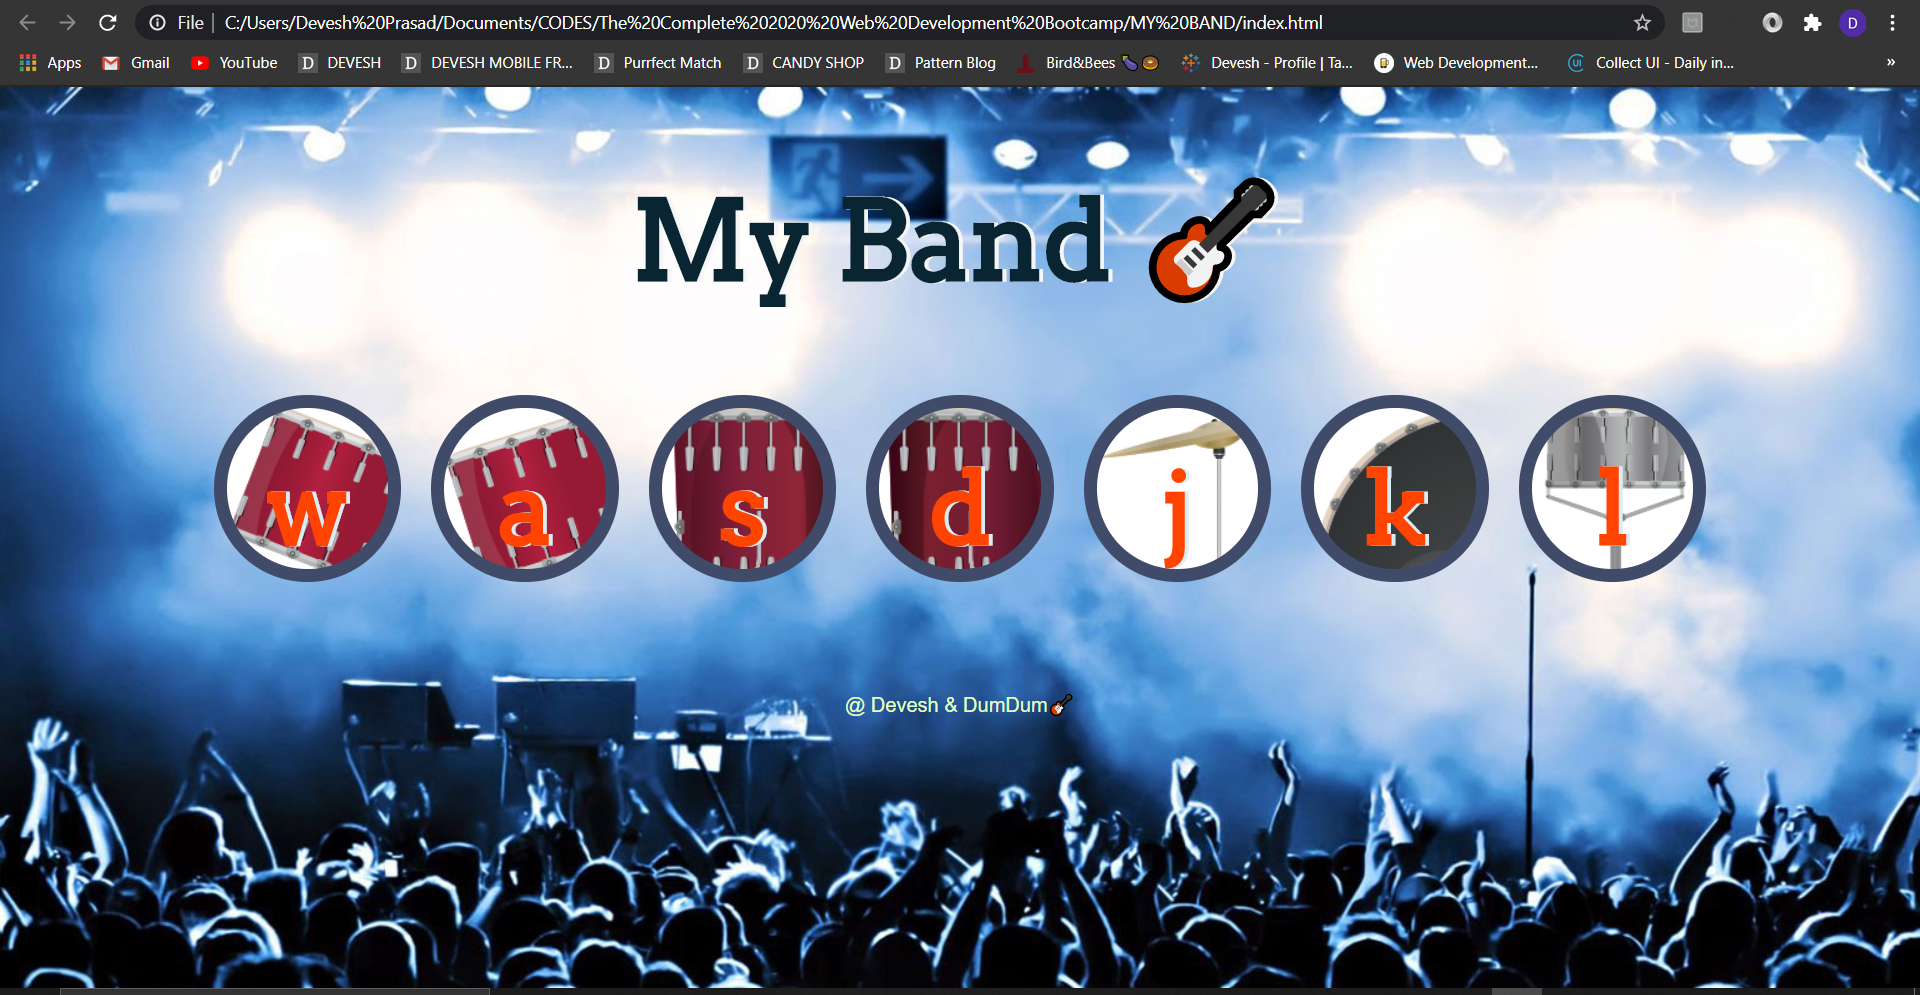 File | C:/Users/Devesh%20Prasad/Documents/CODES/The%20Complete%202020%20Web%20Development%20Bootcamp/MY%20BAND/index.html D
Apps Gmail YouTube D DEVESH D DEVESH MOBILE FR... D Purrfect Match D CANDY SHOP D Pattern Blog Bird&Bees 🍆🍩 Devesh - Profile | Ta... Web Development... UI Collect UI - Daily in... »
My Band 🎸
w a s d j k l
@ Devesh & DumDum🎸